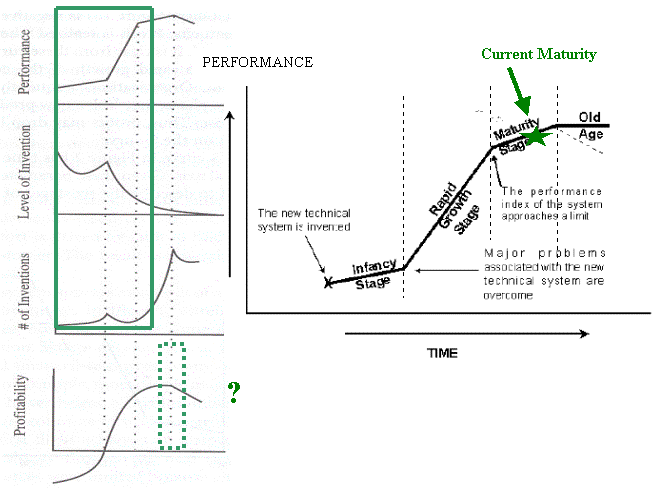 Performance
Level of Invention
# of Inventions
Profitability
?
PERFORMANCE
Current Maturity
Maturity
Stage
Old
Age
Rapid
Growth
Stage
The performance
index of the system
approaches a limit
The new technical
system is invented
X
Infancy
Stage
Major problems
associated with the new
technical system are
overcome
TIME